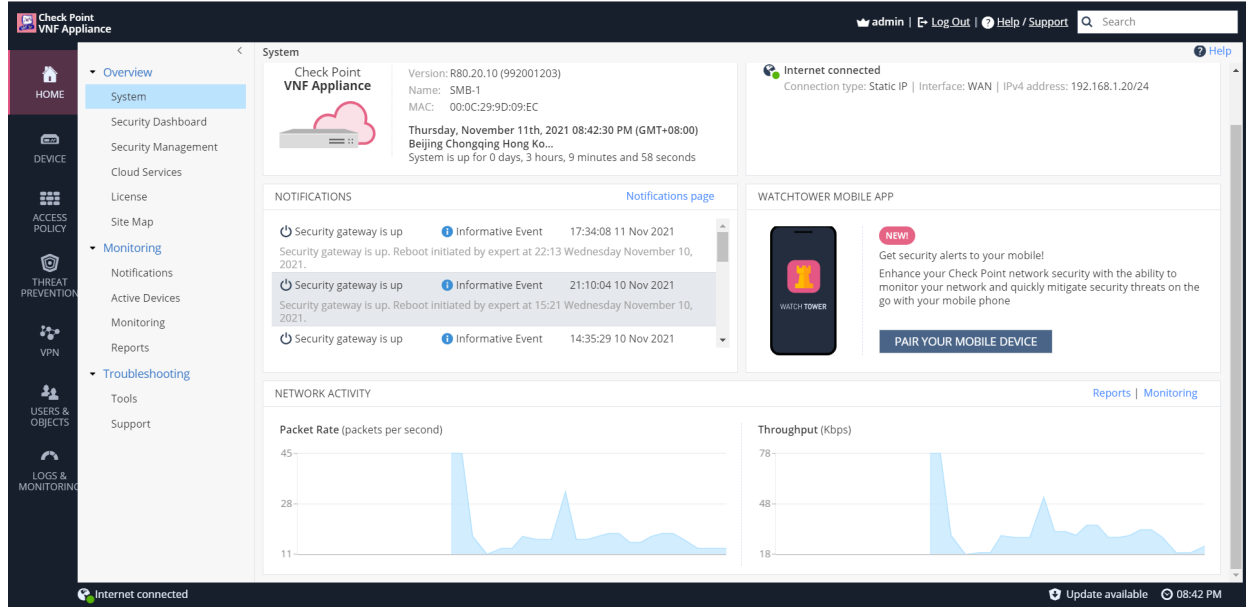 Check Point
VNF Appliance
admin | Log Out | Help / Support
Search
HOME
DEVICE
ACCESS
POLICY
THREAT
PREVENTION
VPN
USERS &
OBJECTS
LOGS &
MONITORING
Overview
System
Security Dashboard
Security Management
Cloud Services
License
Site Map
Monitoring
Notifications
Active Devices
Monitoring
Reports
Troubleshooting
Tools
Support
System
Help
Check Point
VNF Appliance
Version: R80.20.10 (992001203)
Name: SMB-1
MAC: 00:0C:29:9D:09:EC
Thursday, November 11th, 2021 08:42:30 PM (GMT+08:00)
Beijing Chongqing Hong Ko...
System is up for 0 days, 3 hours, 9 minutes and 58 seconds
Internet connected
Connection type: Static IP | Interface: WAN | IPv4 address: 192.168.1.20/24
NOTIFICATIONS
Notifications page
Security gateway is up Informative Event 17:34:08 11 Nov 2021
Security gateway is up. Reboot initiated by expert at 22:13 Wednesday November 10,
2021.
Security gateway is up Informative Event 21:10:04 10 Nov 2021
Security gateway is up. Reboot initiated by expert at 15:21 Wednesday November 10,
2021.
Security gateway is up Informative Event 14:35:29 10 Nov 2021
WATCHTOWER MOBILE APP
WATCH TOWER
NEW!
Get security alerts to your mobile!
Enhance your Check Point network security with the ability to
monitor your network and quickly mitigate security threats on the
go with your mobile phone
PAIR YOUR MOBILE DEVICE
NETWORK ACTIVITY
Reports | Monitoring
Packet Rate (packets per second)
45
28
11
Throughput (Kbps)
78
48
18
Internet connected
Update available
08:42 PM